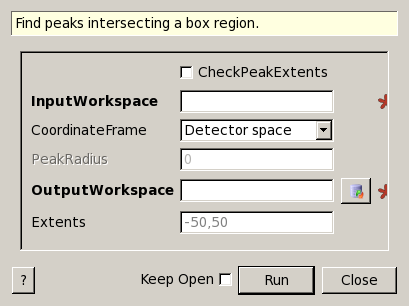 Find peaks intersecting a box region.
CheckPeakExtents
InputWorkspace
CoordinateFrame Detector space
PeakRadius 0
OutputWorkspace
Extents -50,50
? Keep Open Run Close